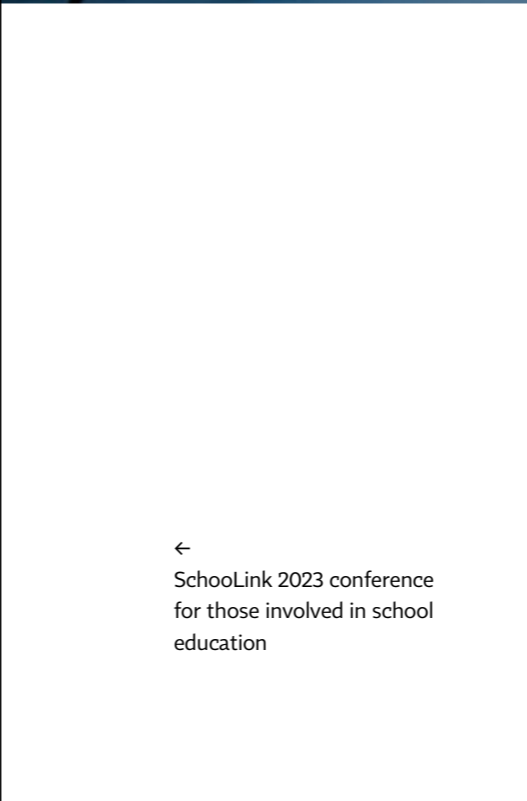 ←
SchooLink 2023 conference
for those involved in school
education